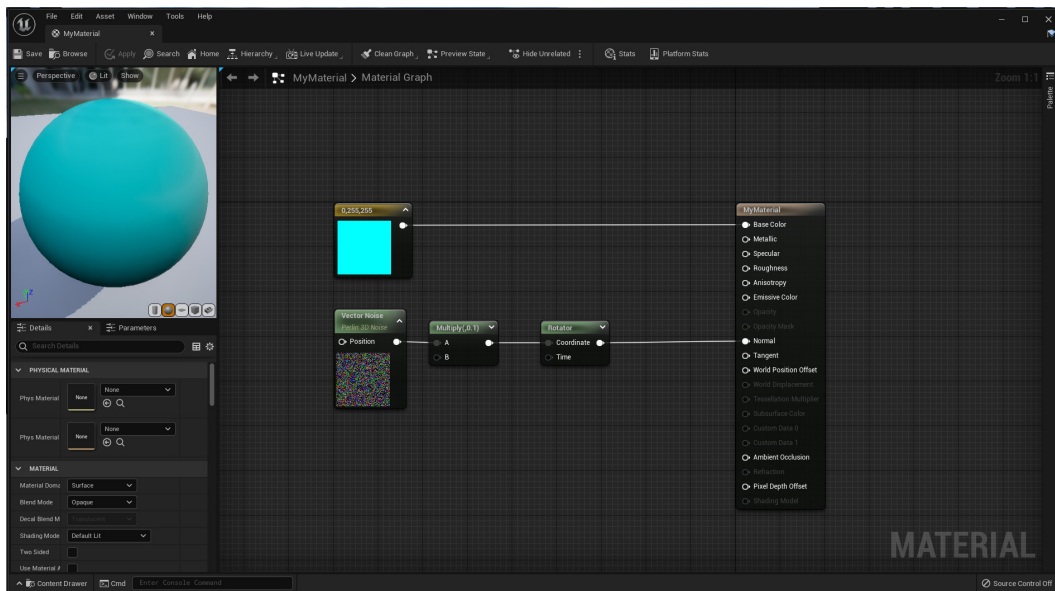 File Edit Asset Window Tools Help
MyMaterial
Save Browse Apply Search Home Hierarchy Live Update Clean Graph Preview State Hide Unrelated Stats Platform Stats
Perspective Lit Show
MyMaterial > Material Graph
Zoom 1:1
Palette
0,255,255
Vector Noise
Perlin 3D Noise
Position
Multiply(,0.1)
A
B
Rotator
Coordinate
Time
MyMaterial
Base Color
Metallic
Specular
Roughness
Anisotropy
Emissive Color
Opacity
Opacity Mask
Normal
Tangent
World Position Offset
World Displacement
Tessellation Multiplier
Subsurface Color
Custom Data 0
Custom Data 1
Ambient Occlusion
Refraction
Pixel Depth Offset
Shading Model
MATERIAL
Z
Details
Parameters
Search Details
PHYSICAL MATERIAL
Phys Material None None
Phys Material None None
MATERIAL
Material Doma Surface
Blend Mode Opaque
Decal Blend M Translucent
Shading Mode Default Lit
Two Sided
Use Material
Content Drawer Cmd Enter Console Command
Source Control Off